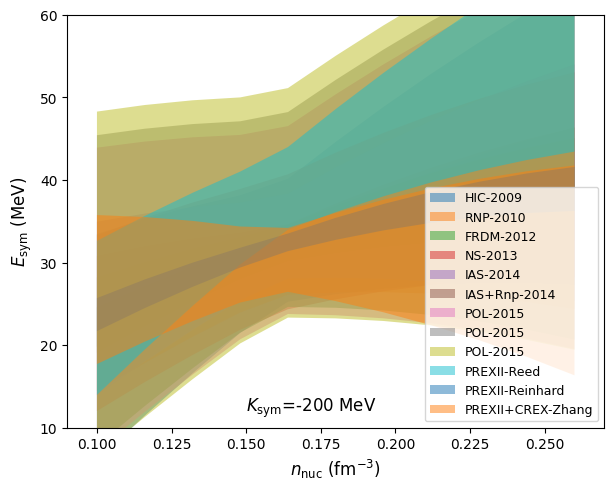 60
50
40
30
20
10
E_sym (MeV)
HIC-2009
RNP-2010
FRDM-2012
NS-2013
IAS-2014
IAS+Rnp-2014
POL-2015
POL-2015
POL-2015
PREXII-Reed
PREXII-Reinhard
PREXII+CREX-Zhang
K_sym=-200 MeV
0.100 0.125 0.150 0.175 0.200 0.225 0.250
n_nuc (fm⁻³)